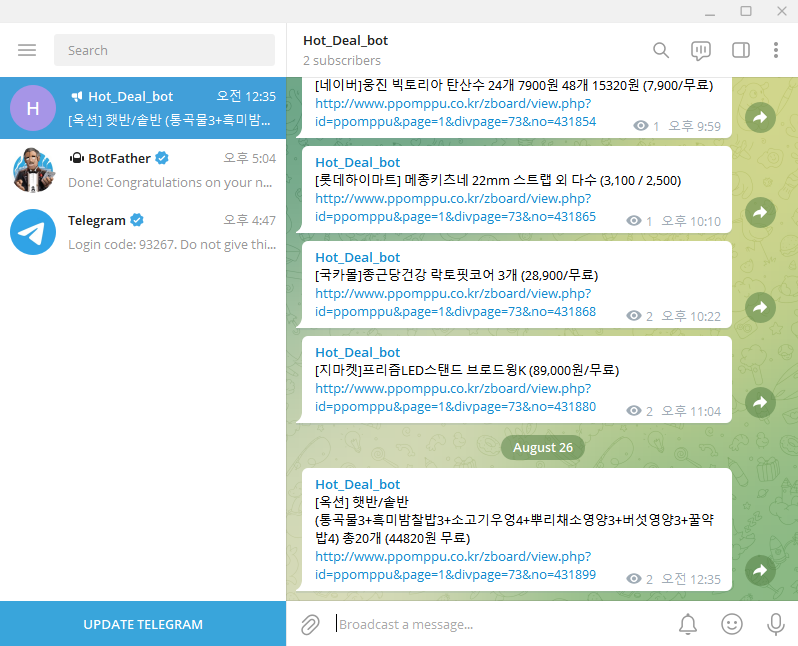 Search
Hot_Deal_bot
2 subscribers
H
Hot_Deal_bot
오전 12:35
[옥션] 햇반/솥반 (통곡물3+흑미밤...
BotFather
오후 5:04
Done! Congratulations on your n...
Telegram
오후 4:47
Login code: 93267. Do not give thi...
UPDATE TELEGRAM
[네이버]웅진 빅토리아 탄산수 24개 7900원 48개 15320원 (7,900/무료)
http://www.ppomppu.co.kr/zboard/view.php?
id=ppomppu&page=1&divpage=73&no=431854
1 오후 9:59
Hot_Deal_bot
[롯데하이마트] 메종키츠네 22mm 스트랩 외 다수 (3,100 / 2,500)
http://www.ppomppu.co.kr/zboard/view.php?
id=ppomppu&page=1&divpage=73&no=431865
1 오후 10:10
Hot_Deal_bot
[국카몰]종근당건강 락토핏코어 3개 (28,900/무료)
http://www.ppomppu.co.kr/zboard/view.php?
id=ppomppu&page=1&divpage=73&no=431868
2 오후 10:22
Hot_Deal_bot
[지마켓]프리즘LED스탠드 브로드윙K (89,000원/무료)
http://www.ppomppu.co.kr/zboard/view.php?
id=ppomppu&page=1&divpage=73&no=431880
2 오후 11:04
August 26
Hot_Deal_bot
[옥션] 햇반/솥반
(통곡물3+흑미밤찰밥3+소고기우엉4+뿌리채소영양3+버섯영양3+꿀약
밥4) 총20개 (44820원 무료)
http://www.ppomppu.co.kr/zboard/view.php?
id=ppomppu&page=1&divpage=73&no=431899
2 오전 12:35
Broadcast a message...